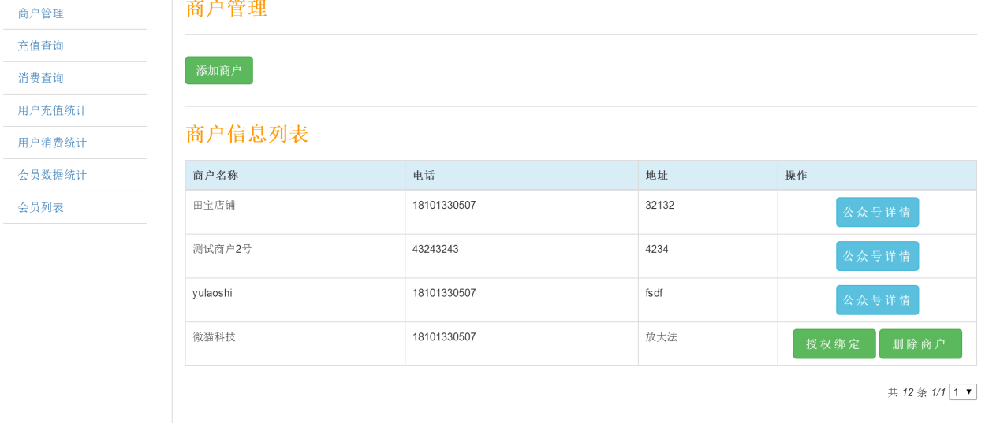 商户管理
充值查询
消费查询
用户充值统计
用户消费统计
会员数据统计
会员列表
商户管理
添加商户
商户信息列表
商户名称 电话 地址 操作
田宝店铺 18101330507 32132 公众号详情
测试商户2号 43243243 4234 公众号详情
yulaoshi 18101330507 fsdf 公众号详情
微猫科技 18101330507 放大法 授权绑定 删除商户
共 12 条 1/1 1